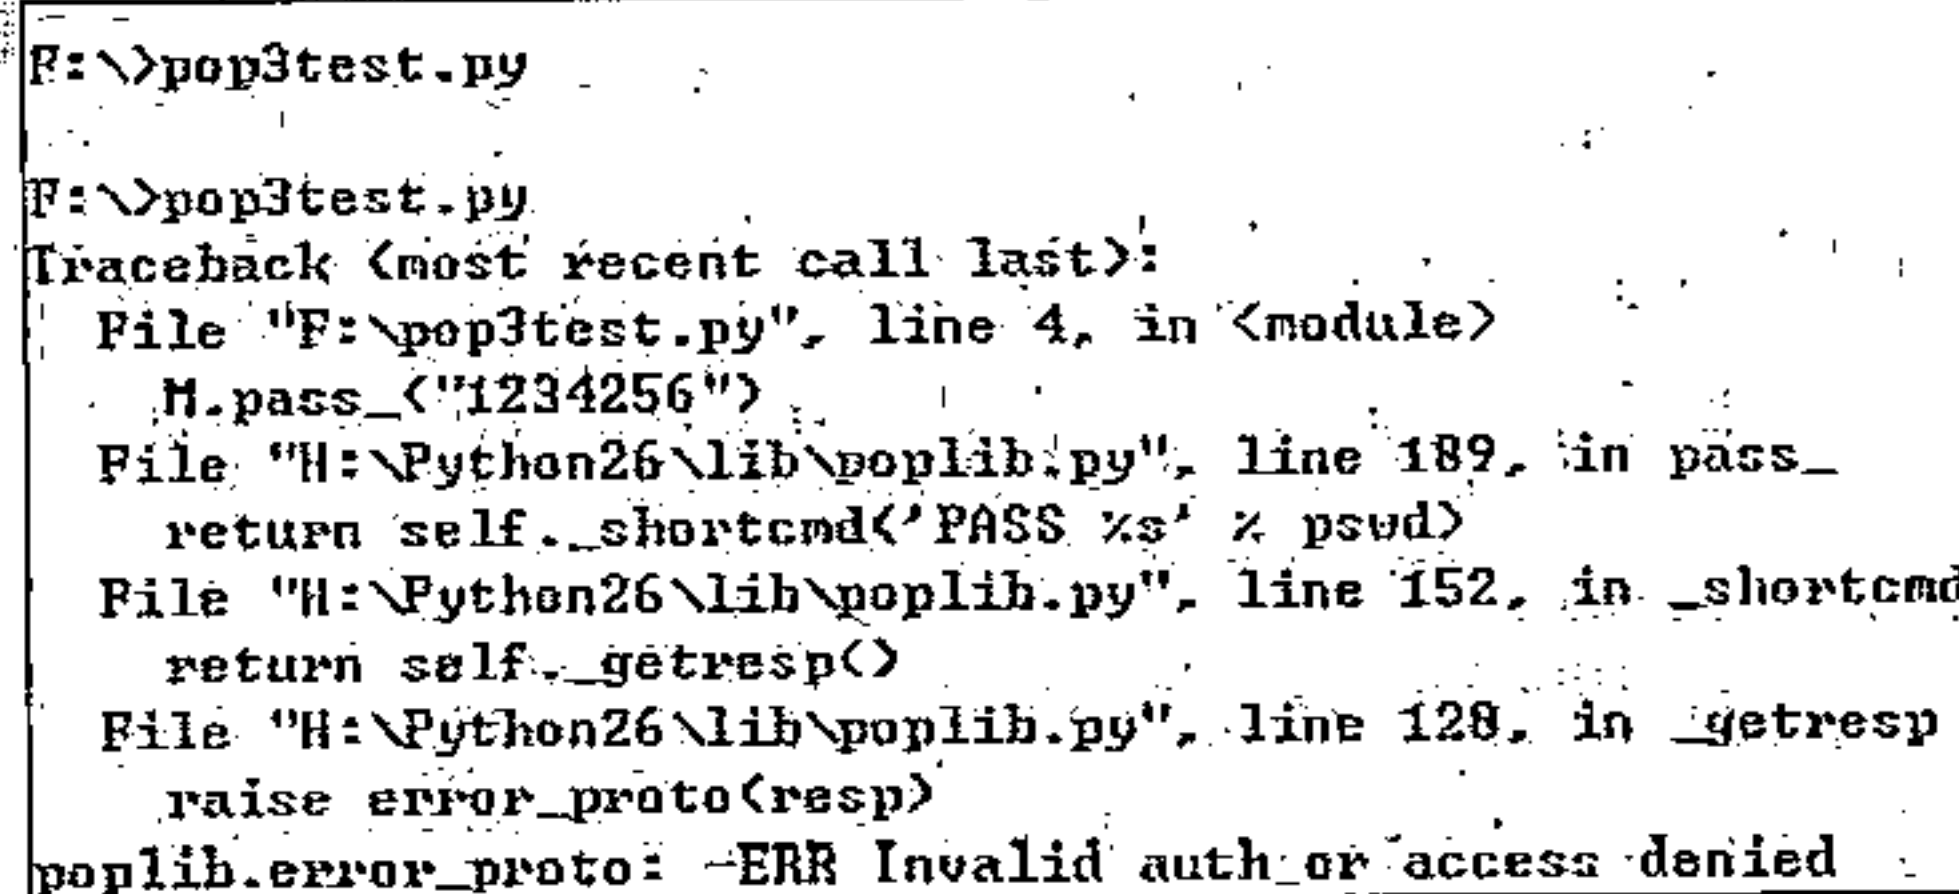 F:\>pop3test.py
F:\>pop3test.py
Traceback (most recent call last):
File "F:\pop3test.py", line 4, in <module>
M.pass_("1234256")
File "H:\Python26\lib\poplib.py", line 189, in pass_
return self._shortcmd('PASS %s' % pswd)
File "H:\Python26\lib\poplib.py", line 152, in _shortcmd
return self._getresp()
File "H:\Python26\lib\poplib.py", line 128, in _getresp
raise error_proto(resp)
poplib.error_proto: -ERR Invalid auth or access denied